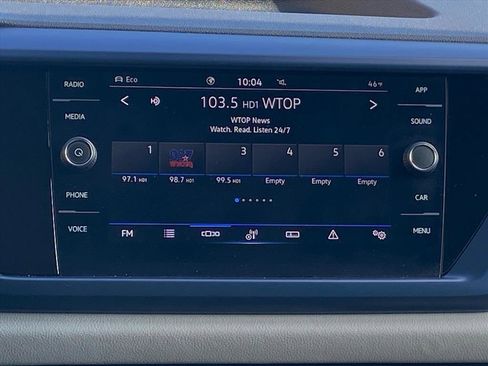 RADIO
MEDIA
PHONE
VOICE
Eco
10:04
46°F
103.5 HD1 WTOP
WTOP News
Watch. Read. Listen 24/7
1
3
4
5
6
97.1 HD1
98.7 HD1
99.5 HD1
Empty
Empty
Empty
FM
APP
SOUND
CAR
MENU